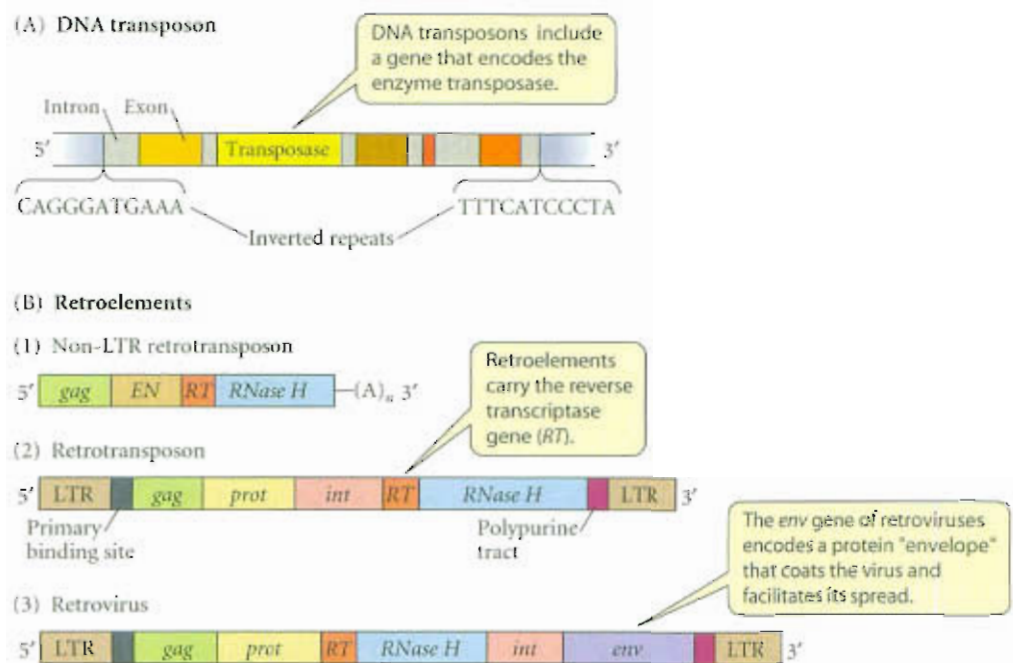 (A) DNA transposon
DNA transposons include
a gene that encodes the
enzyme transposase.
Intron Exon
5′ Transposase 3′
CAGGGATGAAA TTTCATCCCTA
Inverted repeats
(B) Retroelements
(1) Non-LTR retrotransposon
5′ gag EN RT RNase H (A)n 3′
Retroelements
carry the reverse
transcriptase
gene (RT).
(2) Retrotransposon
5′ LTR gag prot int RT RNase H LTR 3′
Primary
binding site
Polypurine
tract
The env gene of retroviruses
encodes a protein "envelope"
that coats the virus and
facilitates its spread.
(3) Retrovirus
5′ LTR gag prot RT RNase H int env LTR 3′